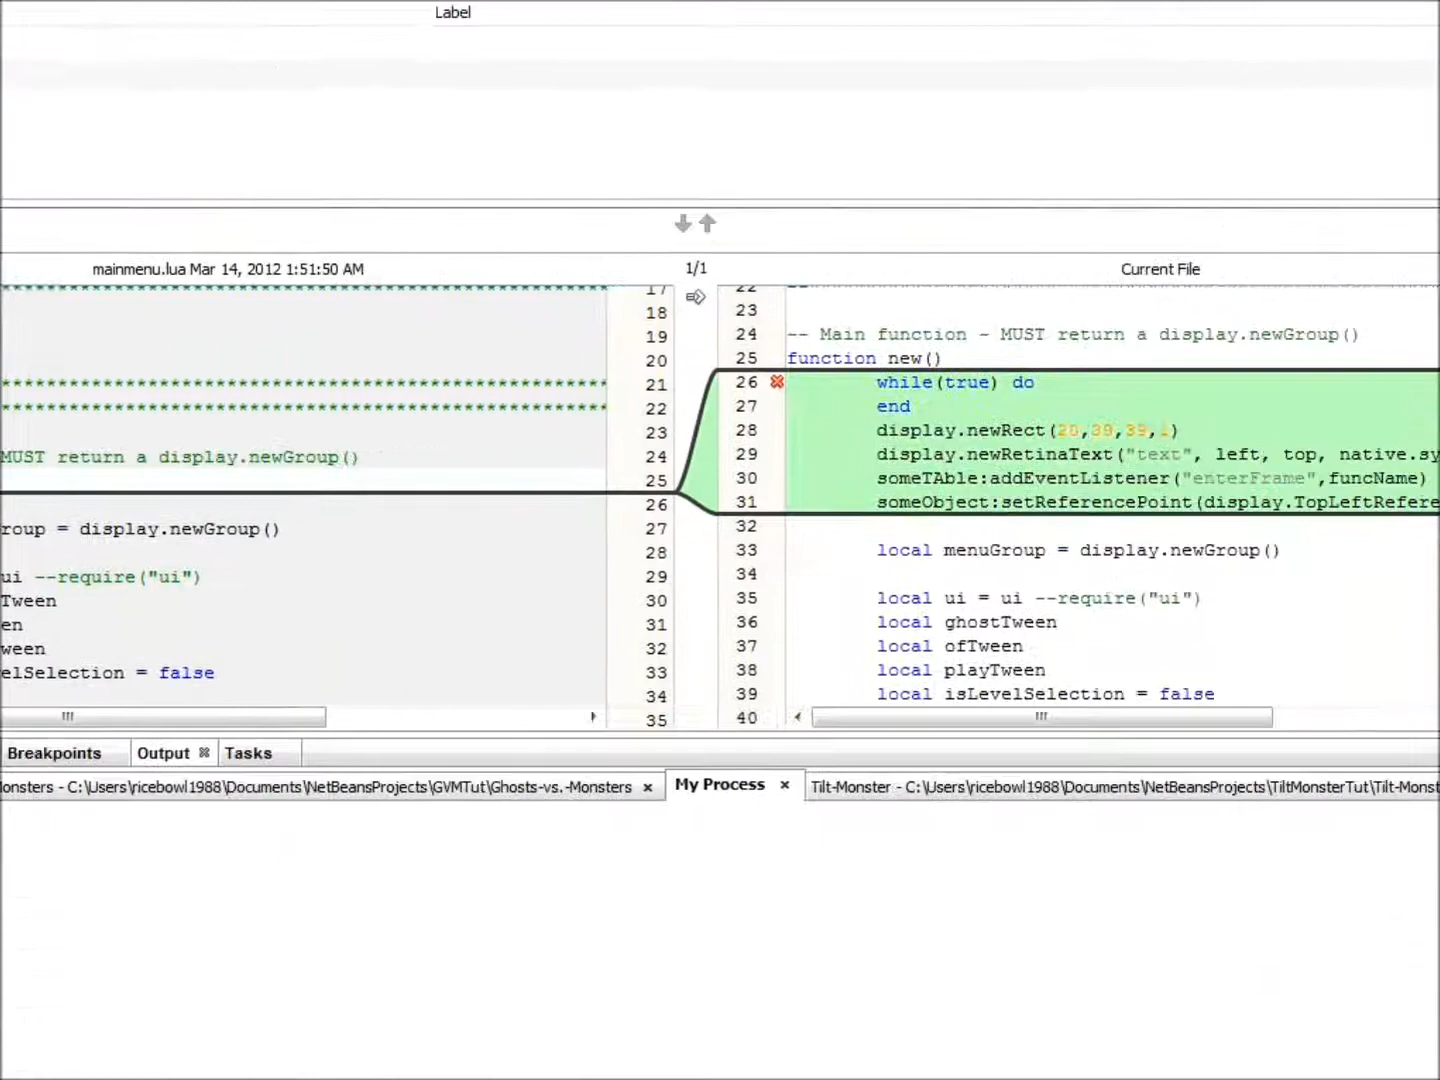 Label
mainmenu.lua Mar 14, 2012 1:51:50 AM
1/1
Current File
17 ************************************************************
18
19
20
21 ************************************************************
22 ************************************************************
23
24 MUST return a display.newGroup()
25
26
27 roup = display.newGroup()
28
29 ui --require("ui")
30 Tween
31 en
32 ween
33 elSelection = false
34
35
22 --
23
24 -- Main function - MUST return a display.newGroup()
25 function new()
26 while(true) do
27 end
28 display.newRect(20,39,39,
29 display.newRetinaText("text", left, top, native.sy
30 someTAble:addEventListener("enterFrame",funcName)
31 someObject:setReferencePoint(display.TopLeftRefere
32
33 local menuGroup = display.newGroup()
34
35 local ui = ui --require("ui")
36 local ghostTween
37 local ofTween
38 local playTween
39 local isLevelSelection = false
40
Breakpoints Output Tasks
onsters - C:\Users\ricebowl1988\Documents\NetBeansProjects\GVMTut\Ghosts-vs.-Monsters My Process Tilt-Monster - C:\Users\ricebowl1988\Documents\NetBeansProjects\TiltMonsterTut\Tilt-Monst